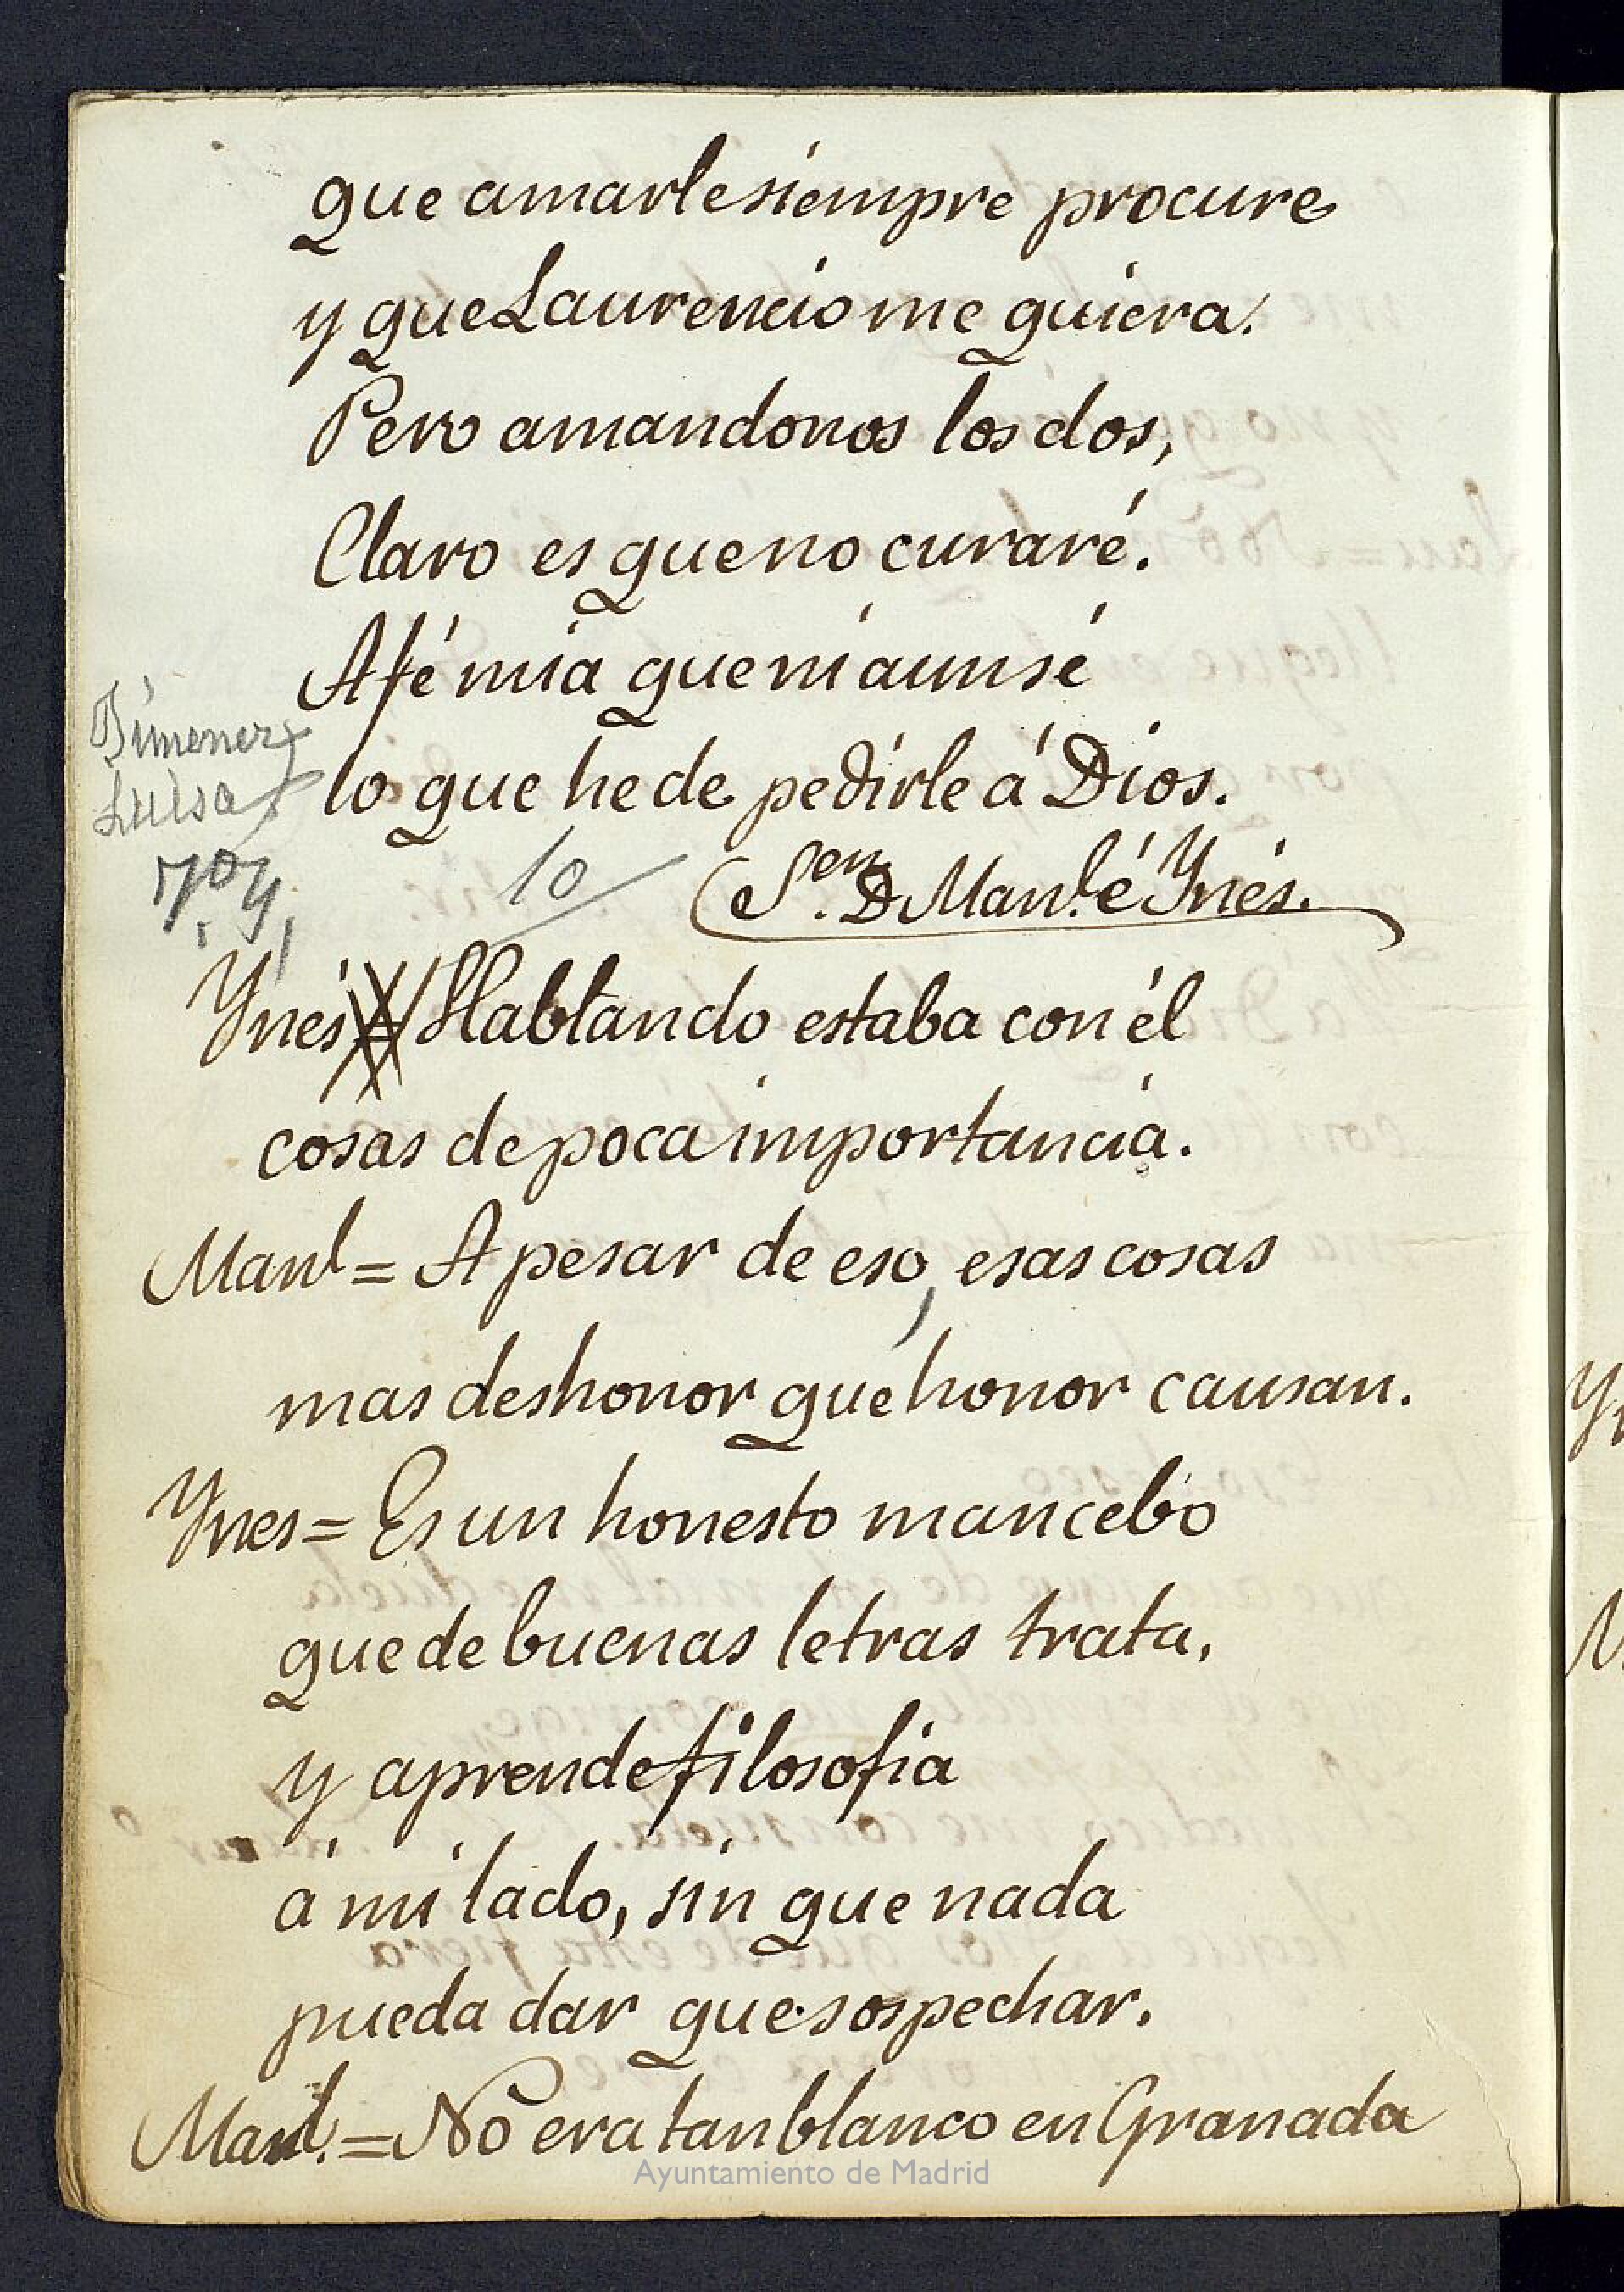 que amarle siempre procure
y que Laurencio me quiera.
Pero amandonos los dos,
Claro es que no curaré.
A fé mia que ni aun sé
Jimenez
lo que he de pedirle á Dios.
Luisa
10 (Sen. D. Manl. é Ynés.
Ynés = Hablando estaba con él
cosas de poca importancia.
Manl = A pesar de eso, esas cosas
mas deshonor que honor causan.
Ynes = Es un honesto mancebo
que de buenas letras trata,
y aprende filosofia
á mi lado, sin que nada
pueda dar que sospechar.
Manl. = No era tan blanco en Granada
Ayuntamiento de Madrid